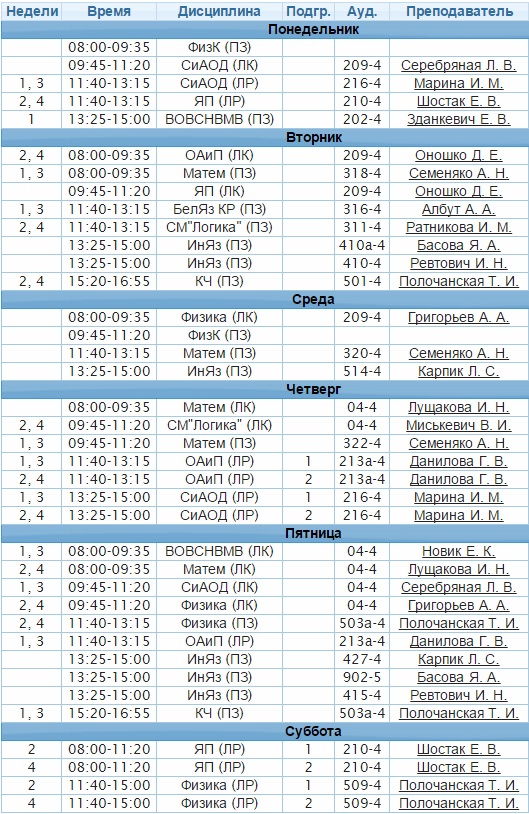 Недели Время Дисциплина Подгр. Ауд. Преподаватель
Понедельник
08:00-09:35 ФизК (ПЗ)
09:45-11:20 СиАОД (ЛК) 209-4 Серебряная Л. В.
1, 3 11:40-13:15 СиАОД (ЛР) 216-4 Марина И. М.
2, 4 11:40-13:15 ЯП (ЛР) 210-4 Шостак Е. В.
1 13:25-15:00 ВОВСНВМВ (ПЗ) 202-4 Зданкевич Е. В.
Вторник
2, 4 08:00-09:35 ОАиП (ЛК) 209-4 Оношко Д. Е.
1, 3 08:00-09:35 Матем (ПЗ) 318-4 Семеняко А. Н.
09:45-11:20 ЯП (ЛК) 209-4 Оношко Д. Е.
1, 3 11:40-13:15 БелЯз КР (ПЗ) 316-4 Албут А. А.
2, 4 11:40-13:15 СМ"Логика" (ПЗ) 311-4 Ратникова И. М.
13:25-15:00 ИнЯз (ПЗ) 410а-4 Басова Я. А.
13:25-15:00 ИнЯз (ПЗ) 410-4 Ревтович И. Н.
2, 4 15:20-16:55 КЧ (ПЗ) 501-4 Полочанская Т. И.
Среда
08:00-09:35 Физика (ЛК) 209-4 Григорьев А. А.
09:45-11:20 ФизК (ПЗ)
11:40-13:15 Матем (ПЗ) 320-4 Семеняко А. Н.
13:25-15:00 ИнЯз (ПЗ) 514-4 Карпик Л. С.
Четверг
08:00-09:35 Матем (ЛК) 04-4 Лущакова И. Н.
2, 4 09:45-11:20 СМ"Логика" (ЛК) 04-4 Миськевич В. И.
1, 3 09:45-11:20 Матем (ПЗ) 322-4 Семеняко А. Н.
1, 3 11:40-13:15 ОАиП (ЛР) 1 213а-4 Данилова Г. В.
2, 4 11:40-13:15 ОАиП (ЛР) 2 213а-4 Данилова Г. В.
1, 3 13:25-15:00 СиАОД (ЛР) 1 216-4 Марина И. М.
2, 4 13:25-15:00 СиАОД (ЛР) 2 216-4 Марина И. М.
Пятница
1, 3 08:00-09:35 ВОВСНВМВ (ЛК) 04-4 Новик Е. К.
2, 4 08:00-09:35 Матем (ЛК) 04-4 Лущакова И. Н.
1, 3 09:45-11:20 СиАОД (ЛК) 04-4 Серебряная Л. В.
2, 4 09:45-11:20 Физика (ЛК) 04-4 Григорьев А. А.
2, 4 11:40-13:15 Физика (ПЗ) 503а-4 Полочанская Т. И.
1, 3 11:40-13:15 ОАиП (ЛР) 213а-4 Данилова Г. В.
13:25-15:00 ИнЯз (ПЗ) 427-4 Карпик Л. С.
13:25-15:00 ИнЯз (ПЗ) 902-5 Басова Я. А.
13:25-15:00 ИнЯз (ПЗ) 415-4 Ревтович И. Н.
1, 3 15:20-16:55 КЧ (ПЗ) 503а-4 Полочанская Т. И.
Суббота
2 08:00-11:20 ЯП (ЛР) 1 210-4 Шостак Е. В.
4 08:00-11:20 ЯП (ЛР) 2 210-4 Шостак Е. В.
2 11:40-15:00 Физика (ЛР) 1 509-4 Полочанская Т. И.
4 11:40-15:00 Физика (ЛР) 2 509-4 Полочанская Т. И.